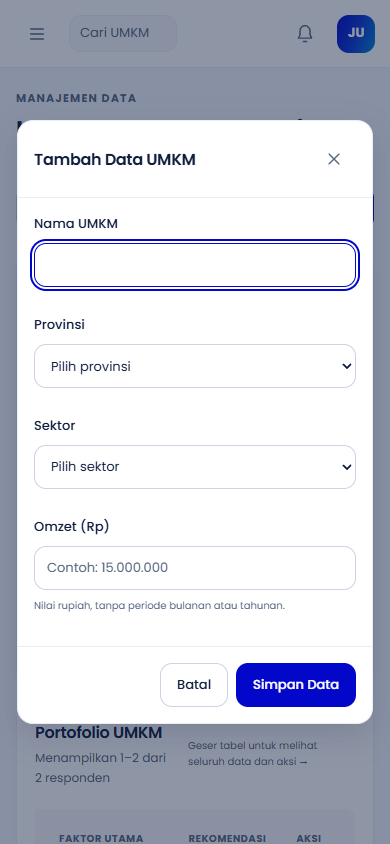 Cari UMKM
JU
MANAJEMEN DATA
Tambah Data UMKM
Nama UMKM
Provinsi
Pilih provinsi
Sektor
Pilih sektor
Omzet (Rp)
Contoh: 15.000.000
Nilai rupiah, tanpa periode bulanan atau tahunan.
Batal
Simpan Data
Portofolio UMKM
Menampilkan 1–2 dari
2 responden
Geser tabel untuk melihat
seluruh data dan aksi →
FAKTOR UTAMA
REKOMENDASI
AKSI